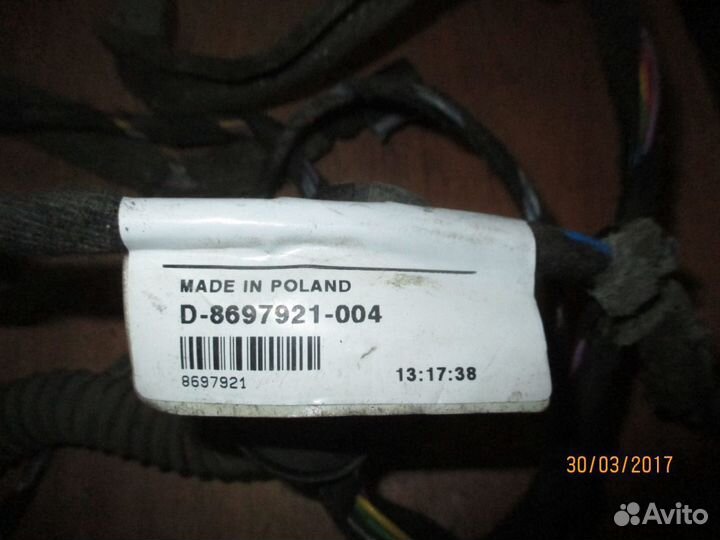 MADE IN POLAND
D-8697921-004
8697921
13:17:38
30/03/2017
Avito